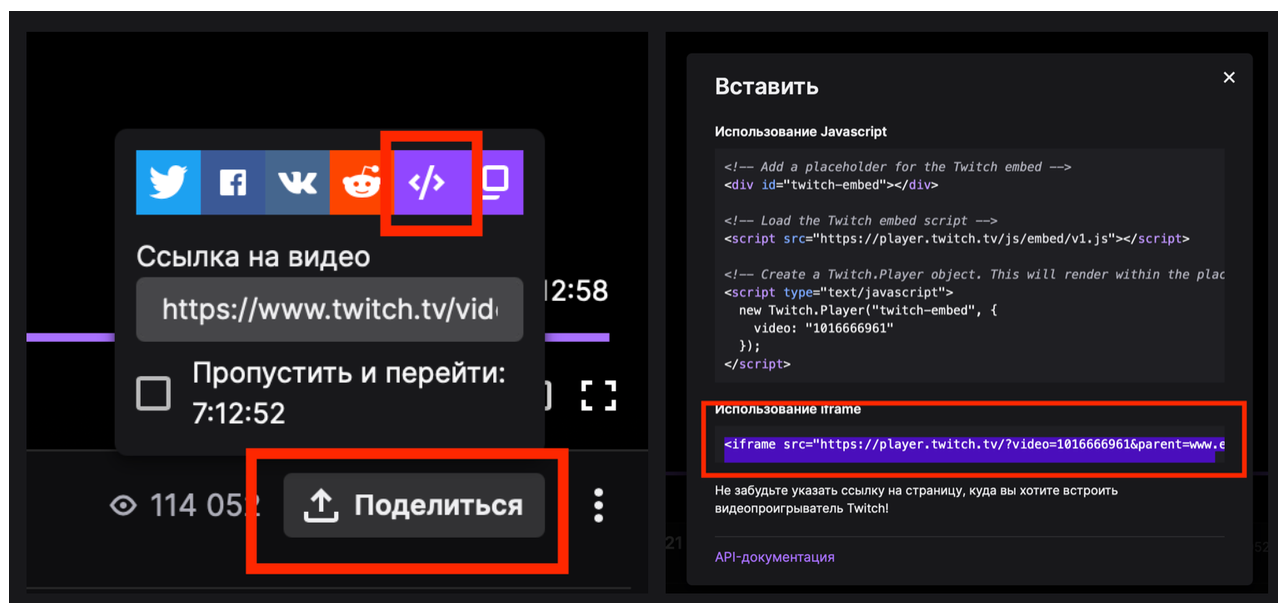 </>
Ссылка на видео
https://www.twitch.tv/vide
12:58
Пропустить и перейти:
7:12:52
114 052
Поделиться
Вставить
Использование Javascript
<!-- Add a placeholder for the Twitch embed -->
<div id="twitch-embed"></div>
<!-- Load the Twitch embed script -->
<script src="https://player.twitch.tv/js/embed/v1.js"></script>
<!-- Create a Twitch.Player object. This will render within the plac
<script type="text/javascript">
new Twitch.Player("twitch-embed", {
video: "1016666961"
});
</script>
Использование iframe
<iframe src="https://player.twitch.tv/?video=1016666961&parent=www.e
Не забудьте указать ссылку на страницу, куда вы хотите встроить
видеопроигрыватель Twitch!
21
52
API-документация